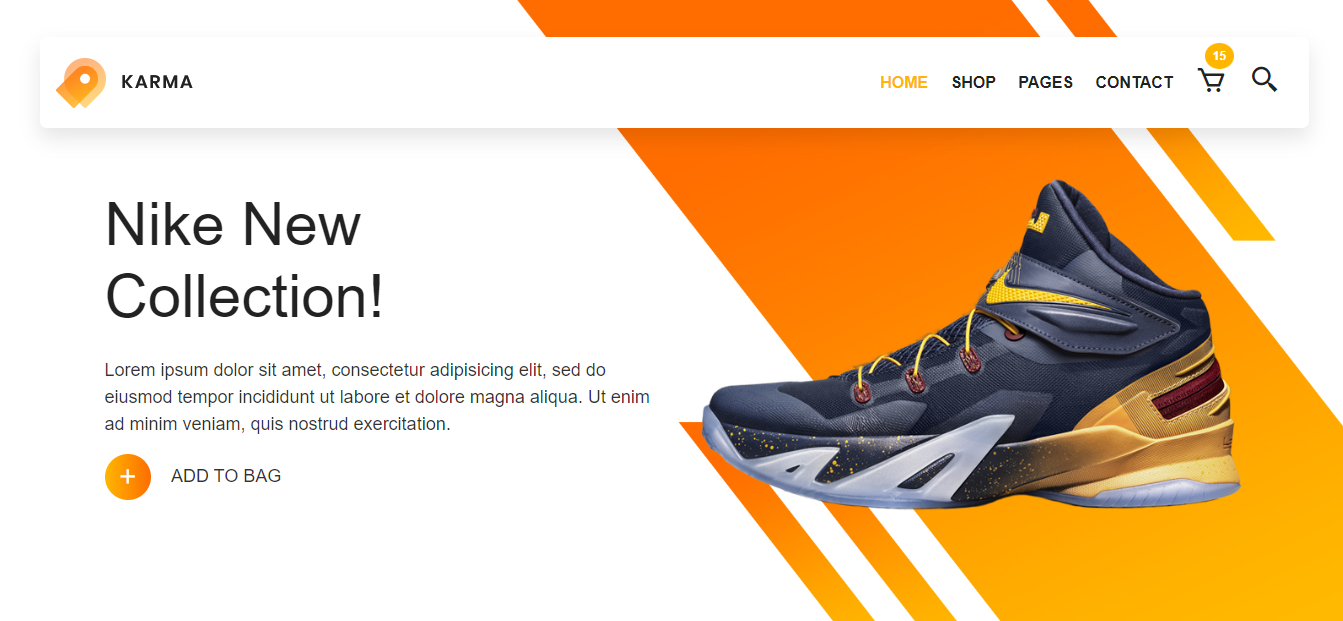 KARMA
HOME SHOP PAGES CONTACT 15
Nike New
Collection!
Lorem ipsum dolor sit amet, consectetur adipisicing elit, sed do
eiusmod tempor incididunt ut labore et dolore magna aliqua. Ut enim
ad minim veniam, quis nostrud exercitation.
ADD TO BAG